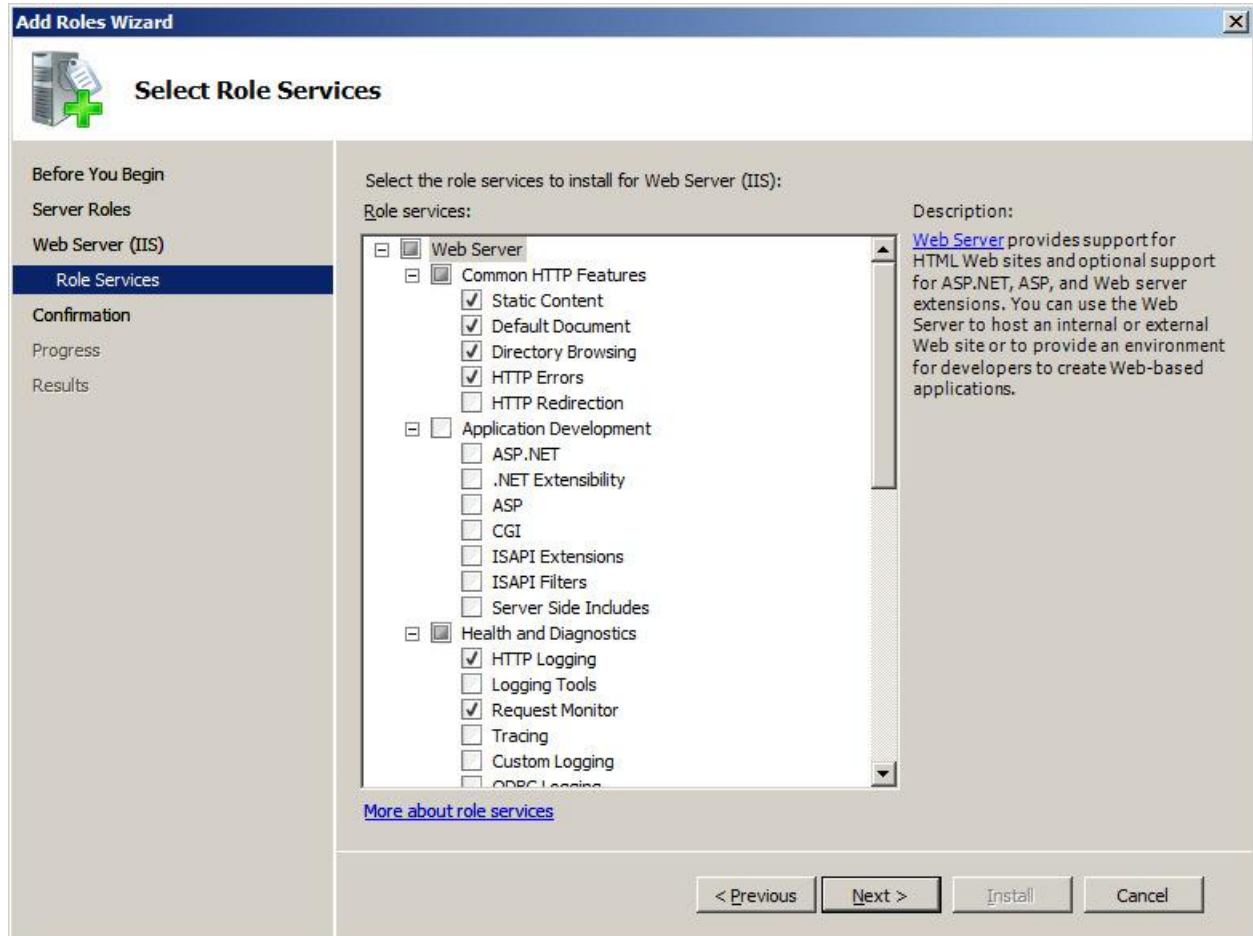 Add Roles Wizard
Select Role Services
Before You Begin
Server Roles
Web Server (IIS)
Role Services
Confirmation
Progress
Results
Select the role services to install for Web Server (IIS):
Role services:
Web Server
Common HTTP Features
Static Content
Default Document
Directory Browsing
HTTP Errors
HTTP Redirection
Application Development
ASP.NET
.NET Extensibility
ASP
CGI
ISAPI Extensions
ISAPI Filters
Server Side Includes
Health and Diagnostics
HTTP Logging
Logging Tools
Request Monitor
Tracing
Custom Logging
ODBC Logging
More about role services
Description:
Web Server provides support for
HTML Web sites and optional support
for ASP.NET, ASP, and Web server
extensions. You can use the Web
Server to host an internal or external
Web site or to provide an environment
for developers to create Web-based
applications.
< Previous
Next >
Install
Cancel